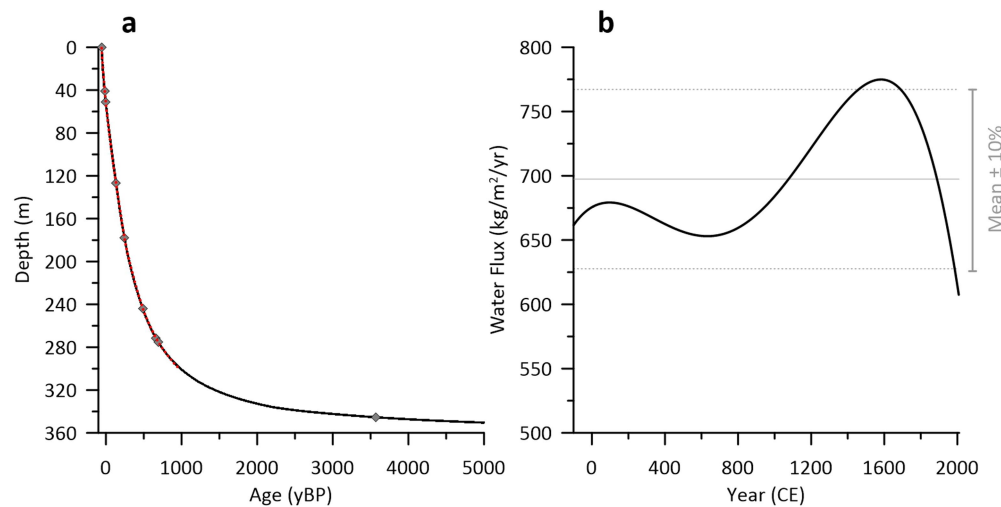 a
0
40
80
120
160
200
240
280
320
360
Depth (m)
0 1000 2000 3000 4000 5000
Age (yBP)
b
800
750
700
650
600
550
500
Water Flux (kg/m²/yr)
0 400 800 1200 1600 2000
Year (CE)
Mean ± 10%